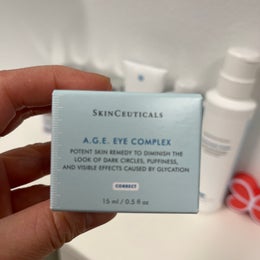 SKINCEUTICALS
A.G.E. EYE COMPLEX
POTENT SKIN REMEDY TO DIMINISH THE
LOOK OF DARK CIRCLES, PUFFINESS,
AND VISIBLE EFFECTS CAUSED BY GLYCATION
CORRECT
15 ml / 0.5 fl oz